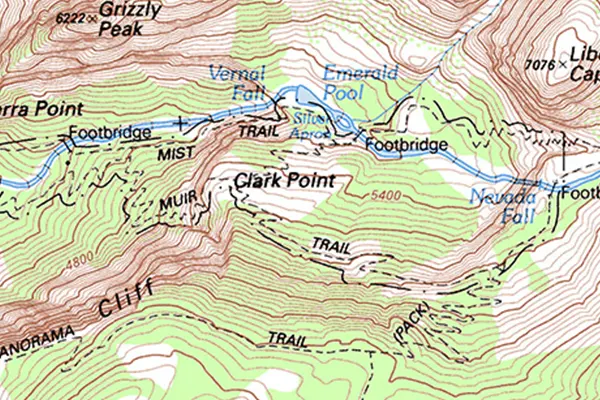 6222 Grizzly
Peak
Vernal
Fall
Emerald
Pool
7076
Lib
Cap
erra Point
Footbridge
Silver
Apron
TRAIL
MIST
Footbridge
Clark Point
5400
MUIR
Nevada
Fall
Footb
TRAIL
4800
Cliff
(PACK)
ANORAMA
TRAIL